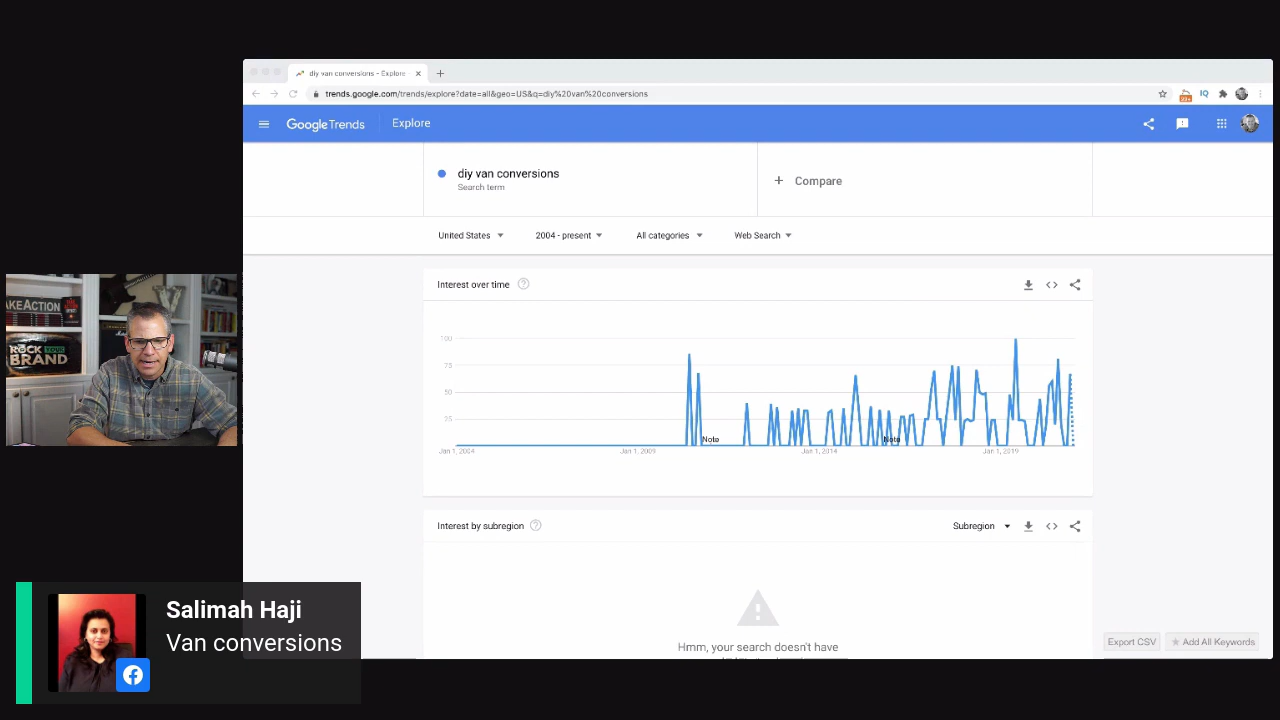 diy van conversions - Explore
trends.google.com/trends/explore?date=all&geo=US&q=diy%20van%20conversions
IQ
Google Trends
Explore
diy van conversions
Search term
+ Compare
United States
2004 - present
All categories
Web Search
Interest over time
100
75
50
25
Note
Note
Jan 1, 2004
Jan 1, 2009
Jan 1, 2014
Jan 1, 2019
AKEACTION
ROCK YOUR
BRAND
Interest by subregion
Subregion
Hmm, your search doesn't have
Export CSV
Add All Keywords
Salimah Haji
Van conversions